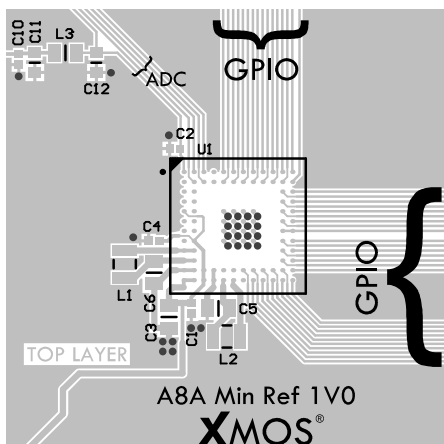 C10
C11
L3
C12
ADC
GPIO
C2
U1
C4
L1
C6
C3
C1
C5
L2
GPIO
TOP LAYER
A8A Min Ref 1V0
XMOS®